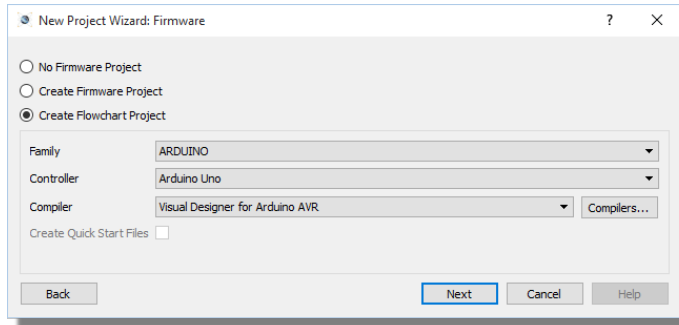 New Project Wizard: Firmware ?
No Firmware Project
Create Firmware Project
Create Flowchart Project
Family ARDUINO
Controller Arduino Uno
Compiler Visual Designer for Arduino AVR Compilers...
Create Quick Start Files
Back Next Cancel Help